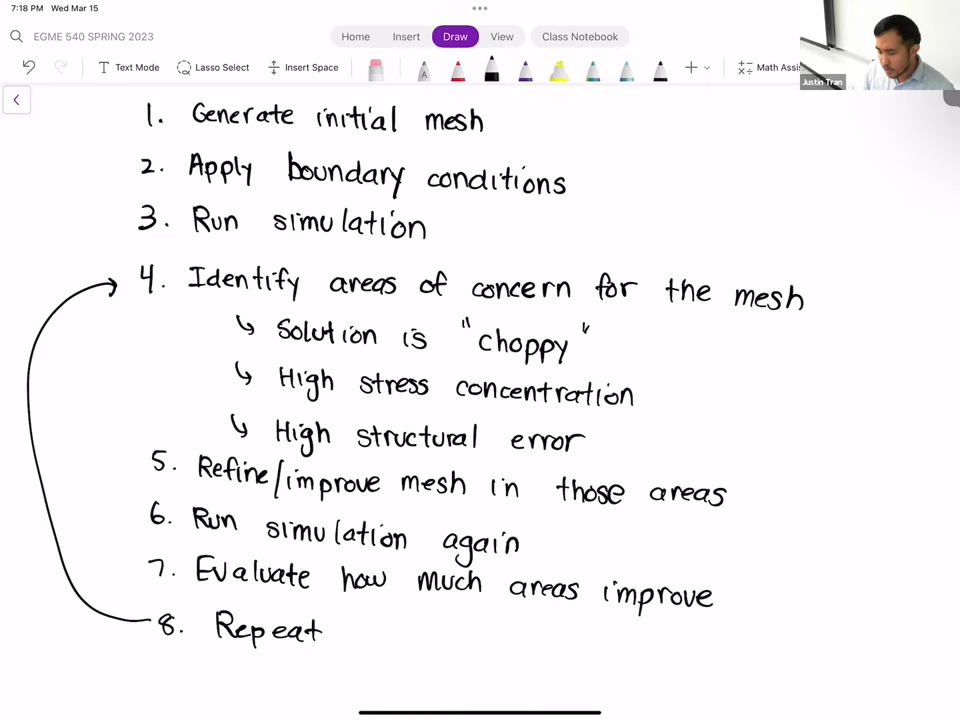 7:18 PM Wed Mar 15
EGME 540 SPRING 2023
Home Insert Draw View Class Notebook
Text Mode Lasso Select Insert Space Math Assis
Justin Tran
1. Generate initial mesh
2. Apply boundary conditions
3. Run simulation
4. Identify areas of concern for the mesh
↳ Solution is "choppy"
↳ High stress concentration
↳ High structural error
5. Refine/improve mesh in those areas
6. Run simulation again
7. Evaluate how much areas improve
8. Repeat